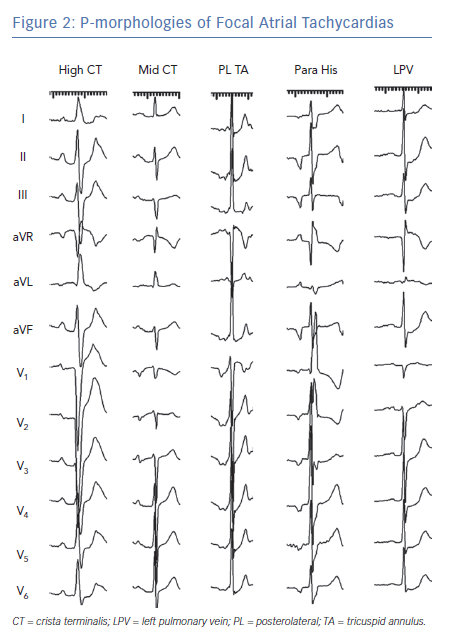 Figure 2: P-morphologies of Focal Atrial Tachycardias
High CT Mid CT PL TA Para His LPV
I
II
III
aVR
aVL
aVF
V1
V2
V3
V4
V5
V6
CT = crista terminalis; LPV = left pulmonary vein; PL = posterolateral; TA = tricuspid annulus.